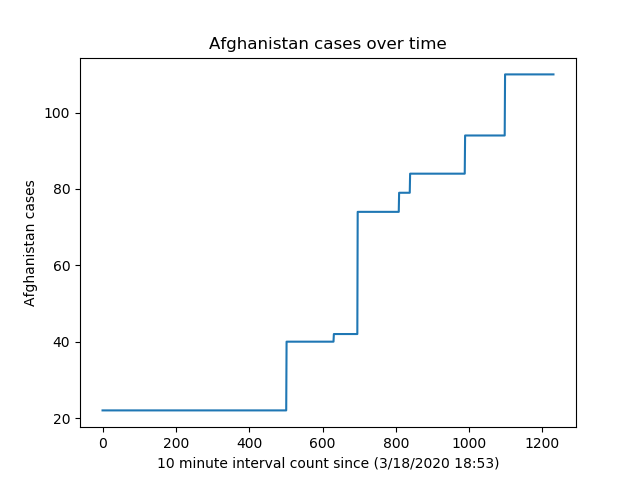 Afghanistan cases over time
100
80
60
40
20
Afghanistan cases
0 200 400 600 800 1000 1200
10 minute interval count since (3/18/2020 18:53)